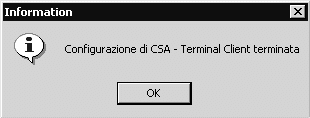 Information
Configurazione di CSA - Terminal Client terminata
OK